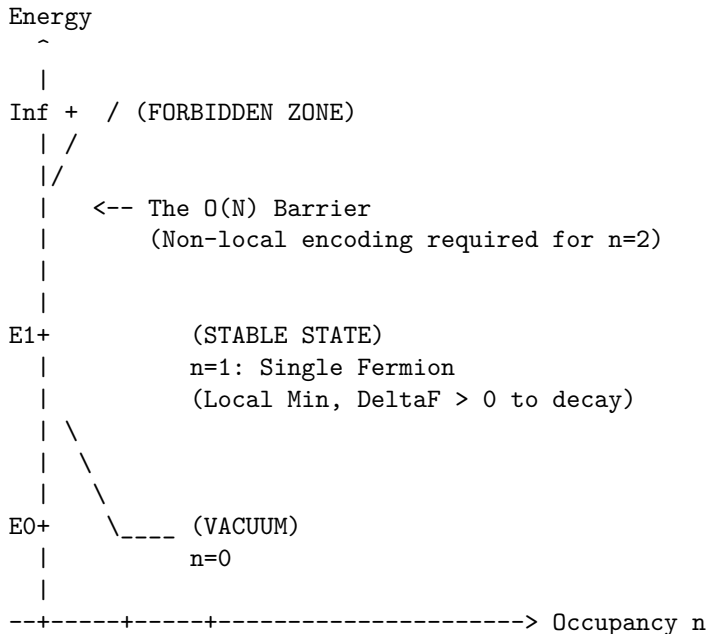 Energy
^
|
Inf + / (FORBIDDEN ZONE)
| /
|/
| <-- The O(N) Barrier
| (Non-local encoding required for n=2)
|
|
E1+ (STABLE STATE)
| n=1: Single Fermion
| (Local Min, DeltaF > 0 to decay)
| \
| \
| \
E0+ \____ (VACUUM)
| n=0
|
--+-----+-----+----------------------> Occupancy n